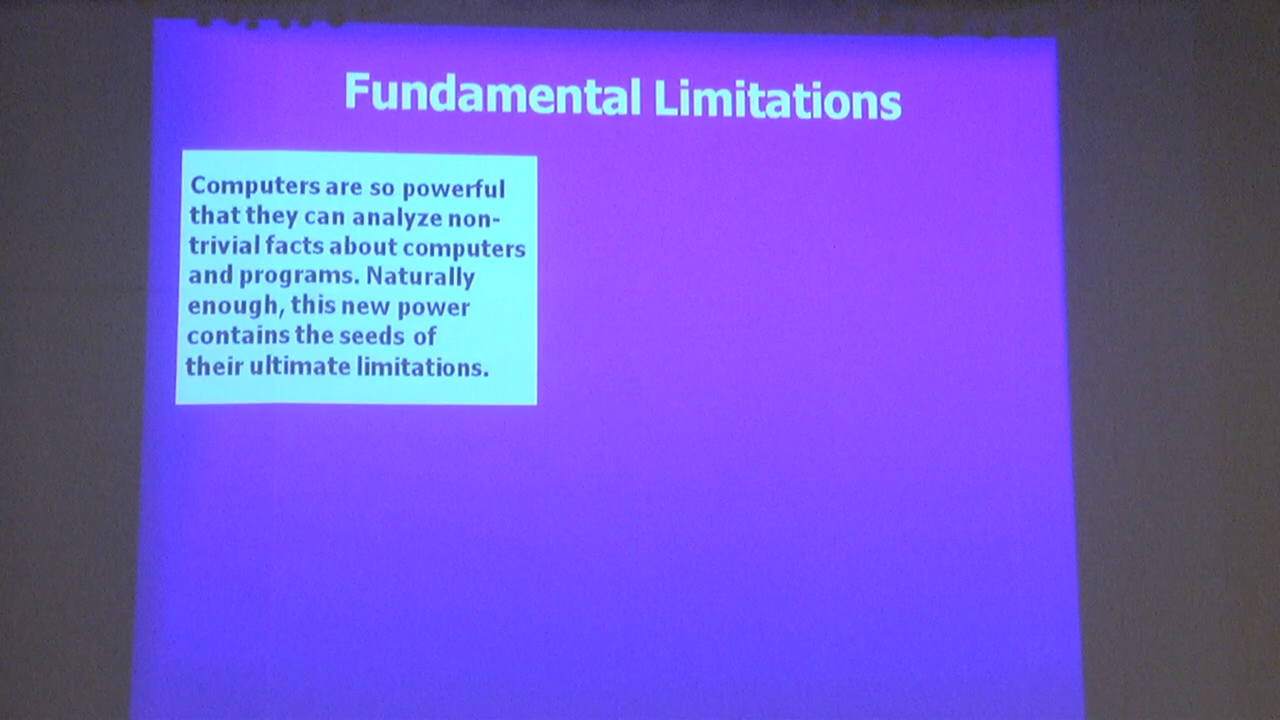 Fundamental Limitations
Computers are so powerful
that they can analyze non-
trivial facts about computers
and programs. Naturally
enough, this new power
contains the seeds of
their ultimate limitations.